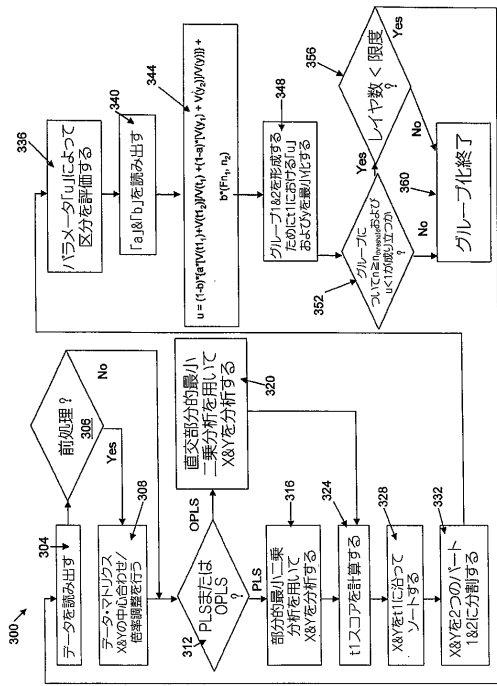 300
304
データを読み出す
前処理?
306
No
Yes
308
データ・マトリクス
X&Yの中心合わせ/
倍率調整を行う
PLSまたは
OPLS
?
312
OPLS
PLS
320
直交部分的最小
二乗分析を用いて
X&Yを分析する
316
部分的最小二乗
分析を用いて
X&Yを分析する
324
t1スコアを計算する
328
X&Yをt1に沿って
ソートする
332
X&Yを2つのパート
1&2に分割する
336
パラメータ「u」によって
区分を評価する
340
「a」&「b」を読み出す
344
u = (1-b)*{a*[V(t1₁)+V(t1₂)]/V(t₁) +(1-a)*[V(y₁) + V(y₂)]/V(y)]} +
b*(Fn₁, n₂)
348
グループ1&2を形成する
ためにt1における「u」
およびyを最小化する
352
グループに
ついてn≧nおよび
u<1が成り立つか
?
Yes
No
356
レイヤ数 < 限度
?
Yes
No
360
グループ化終了